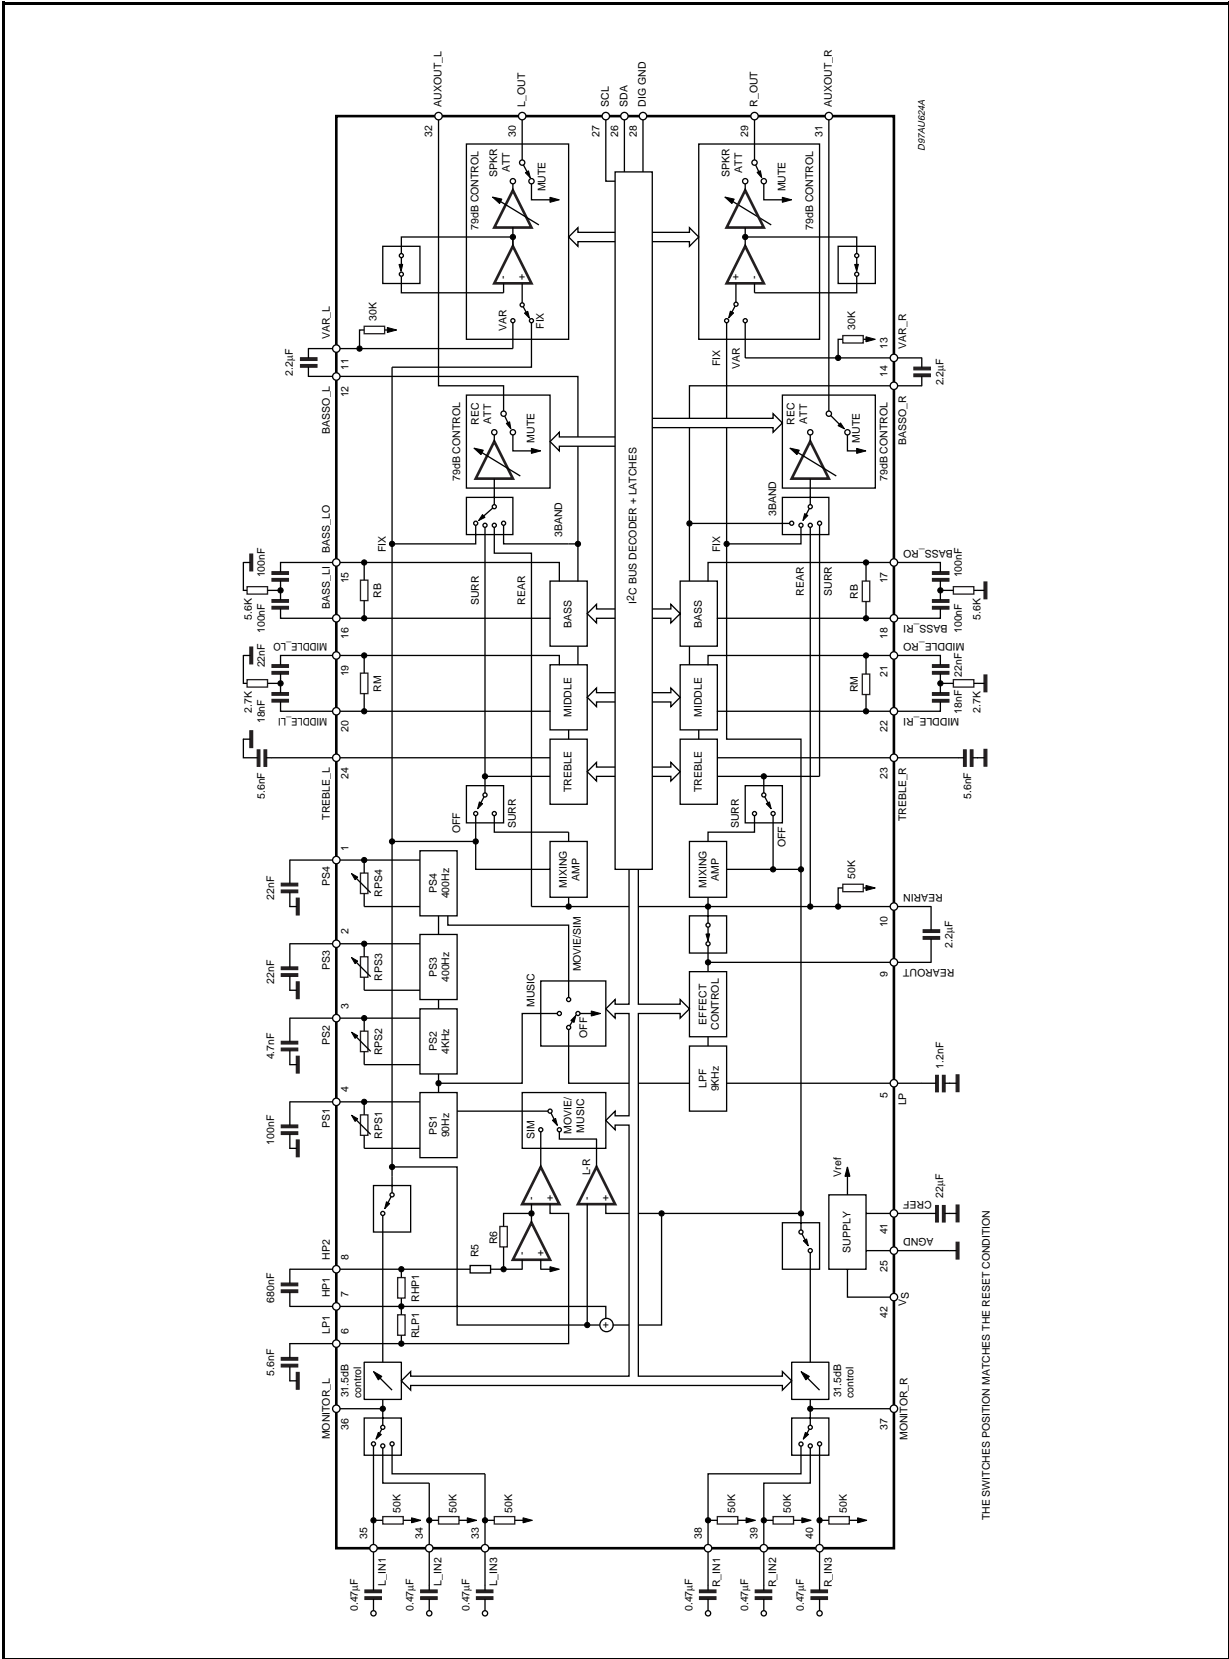 AUXOUT_L
32
L_OUT
30
SCL
27
SDA
26
DIG GND
28
R_OUT
29
AUXOUT_R
31
D97AU624A
79dB CONTROL
SPKR
ATT
MUTE
-
+
VAR
FIX
79dB CONTROL
SPKR
ATT
MUTE
+
-
FIX
VAR
VAR_L
11
30K
2.2µF
12
BASSO_L
30K
VAR_R
13
14
2.2µF
BASSO_R
79dB CONTROL
REC
ATT
MUTE
3BAND
FIX
SURR
REAR
79dB CONTROL
REC
ATT
MUTE
3BAND
FIX
REAR
SURR
I2C BUS DECODER + LATCHES
BASS_LO
15
100nF
5.6K
100nF
BASS_LI
16
RB
BASS
MIDDLE_LO
19
22nF
2.7K
18nF
MIDDLE_LI
20
RM
MIDDLE
TREBLE
TREBLE_L
24
5.6nF
BASS
MIDDLE
TREBLE
RB
BASS_RO
17
100nF
5.6K
100nF
BASS_RI
18
RM
MIDDLE_RO
21
22nF
2.7K
18nF
MIDDLE_RI
22
TREBLE_R
23
5.6nF
OFF
SURR
MIXING
AMP
SURR
OFF
MIXING
AMP
50K
REARIN
10
2.2µF
REAROUT
9
PS4
1
22nF
RPS4
PS4
400Hz
PS3
2
22nF
RPS3
PS3
400Hz
PS2
3
4.7nF
RPS2
PS2
4KHz
PS1
4
100nF
RPS1
PS1
90Hz
MOVIE/SIM
MUSIC
OFF
EFFECT
CONTROL
LPF
9KHz
5
LP
1.2nF
SIM
MOVIE/
MUSIC
L-R
-
+
-
+
-
+
R5
R6
HP2
8
HP1
7
680nF
RHP1
LP1
6
RLP1
5.6nF
+
SUPPLY
Vref
CREF
41
22µF
AGND
25
VS
42
31.5dB
control
MONITOR_L
36
31.5dB
control
MONITOR_R
37
35
50K
L_IN1
0.47µF
34
50K
L_IN2
0.47µF
33
50K
L_IN3
0.47µF
38
50K
R_IN1
0.47µF
39
50K
R_IN2
0.47µF
40
50K
R_IN3
0.47µF
THE SWITCHES POSITION MATCHES THE RESET CONDITION